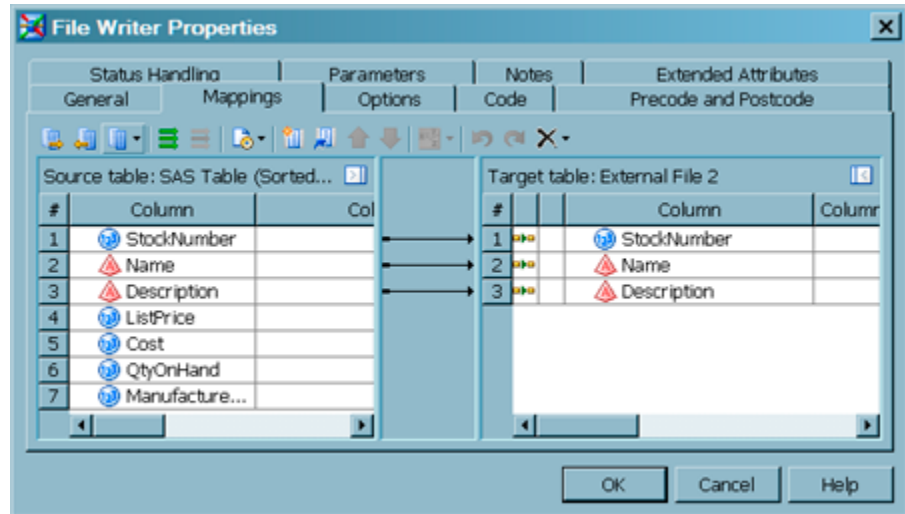 File Writer Properties
Status Handling Parameters Notes Extended Attributes
General Mappings Options Code Precode and Postcode
Source table: SAS Table (Sorted... Target table: External File 2
# Column Col # Column Column
1 StockNumber 1 StockNumber
2 Name 2 Name
3 Description 3 Description
4 ListPrice
5 Cost
6 QtyOnHand
7 Manufacture...
OK Cancel Help